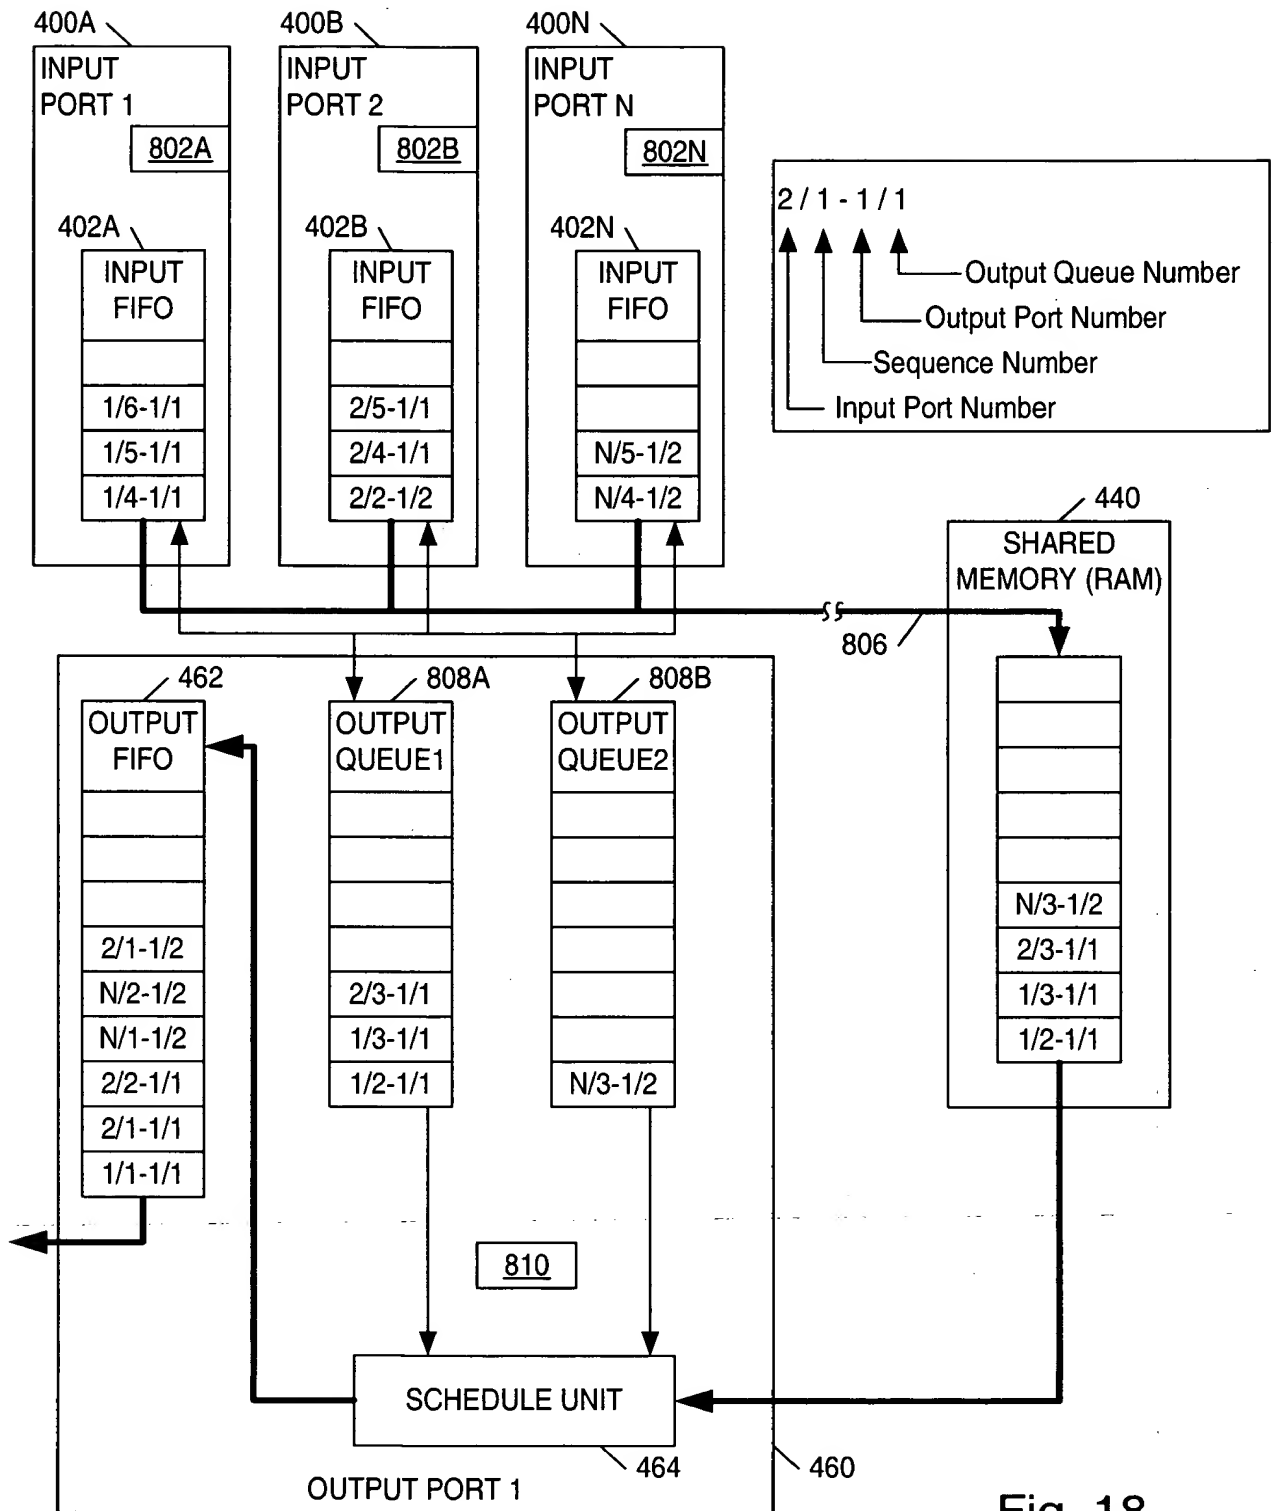 400A
INPUT
PORT 1
802A
402A
INPUT
FIFO
1/6-1/1
1/5-1/1
1/4-1/1
400B
INPUT
PORT 2
802B
402B
INPUT
FIFO
2/5-1/1
2/4-1/1
2/2-1/2
400N
INPUT
PORT N
802N
402N
INPUT
FIFO
N/5-1/2
N/4-1/2
2 / 1 - 1 / 1
Output Queue Number
Output Port Number
Sequence Number
Input Port Number
440
SHARED
MEMORY (RAM)
806
N/3-1/2
2/3-1/1
1/3-1/1
1/2-1/1
462
OUTPUT
FIFO
2/1-1/2
N/2-1/2
N/1-1/2
2/2-1/1
2/1-1/1
1/1-1/1
808A
OUTPUT
QUEUE1
2/3-1/1
1/3-1/1
1/2-1/1
808B
OUTPUT
QUEUE2
N/3-1/2
810
SCHEDULE UNIT
464
460
OUTPUT PORT 1
Fig. 18